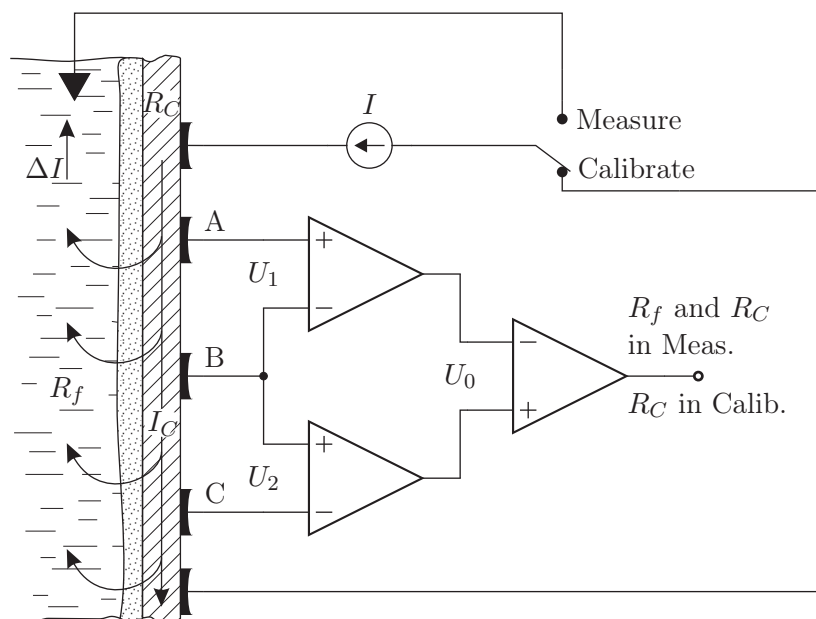 R_C
I
Measure
ΔI
Calibrate
A
+
U_1
−
R_f and R_C
in Meas.
B
−
U_0
R_f
+
R_C in Calib.
I_C
+
U_2
C
−